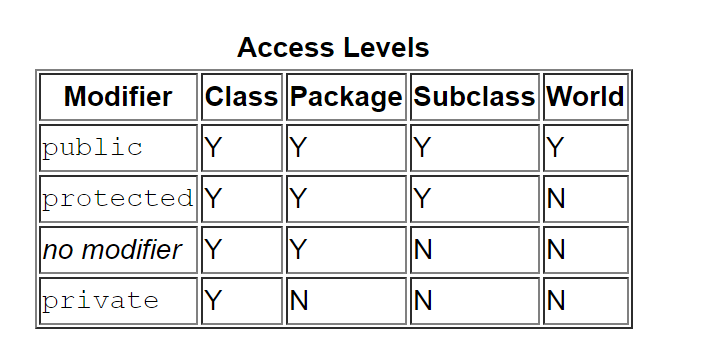 Access Levels
Modifier Class Package Subclass World
public Y Y Y Y
protected Y Y Y N
no modifier Y Y N N
private Y N N N